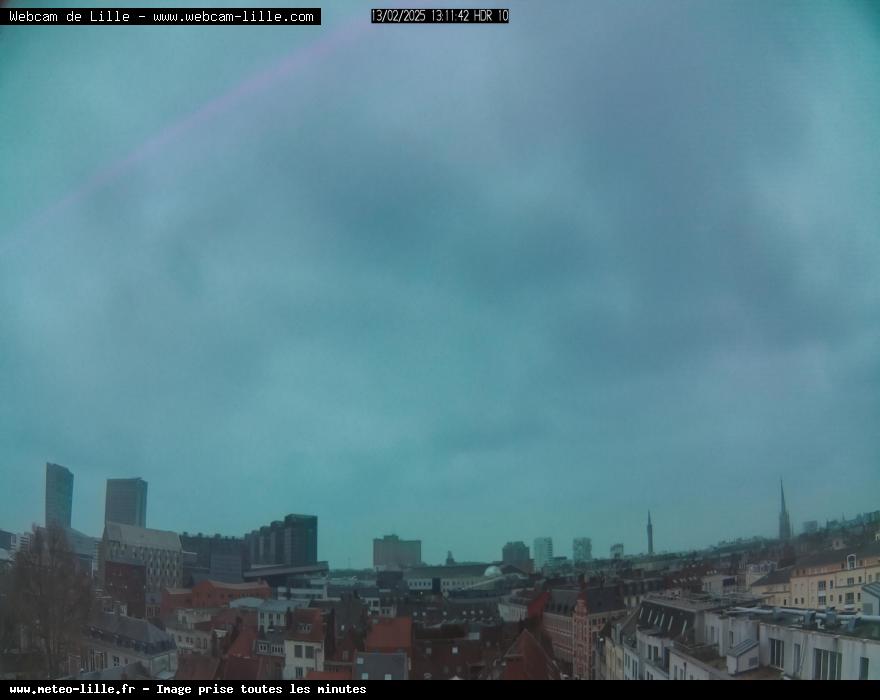 Webcam de Lille - www.webcam-lille.com
13/02/2025 13:11:42 HDR 10
www.meteo-lille.fr - Image prise toutes les minutes